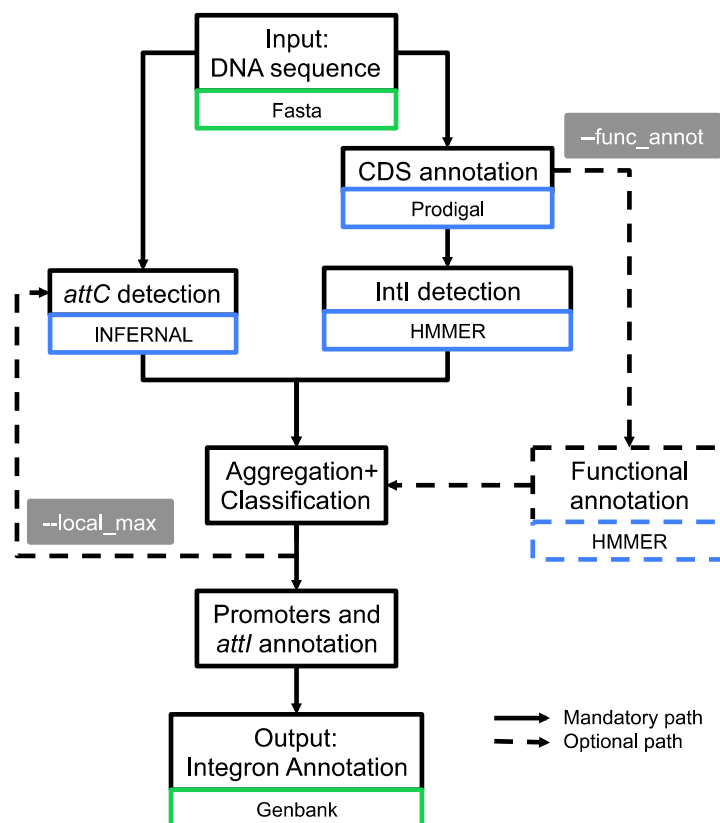 Input:
DNA sequence
Fasta
–func_annot
CDS annotation
Prodigal
attC detection
INFERNAL
IntI detection
HMMER
Aggregation+
Classification
Functional
annotation
HMMER
--local_max
Promoters and
attI annotation
Output:
Integron Annotation
Genbank
Mandatory path
Optional path